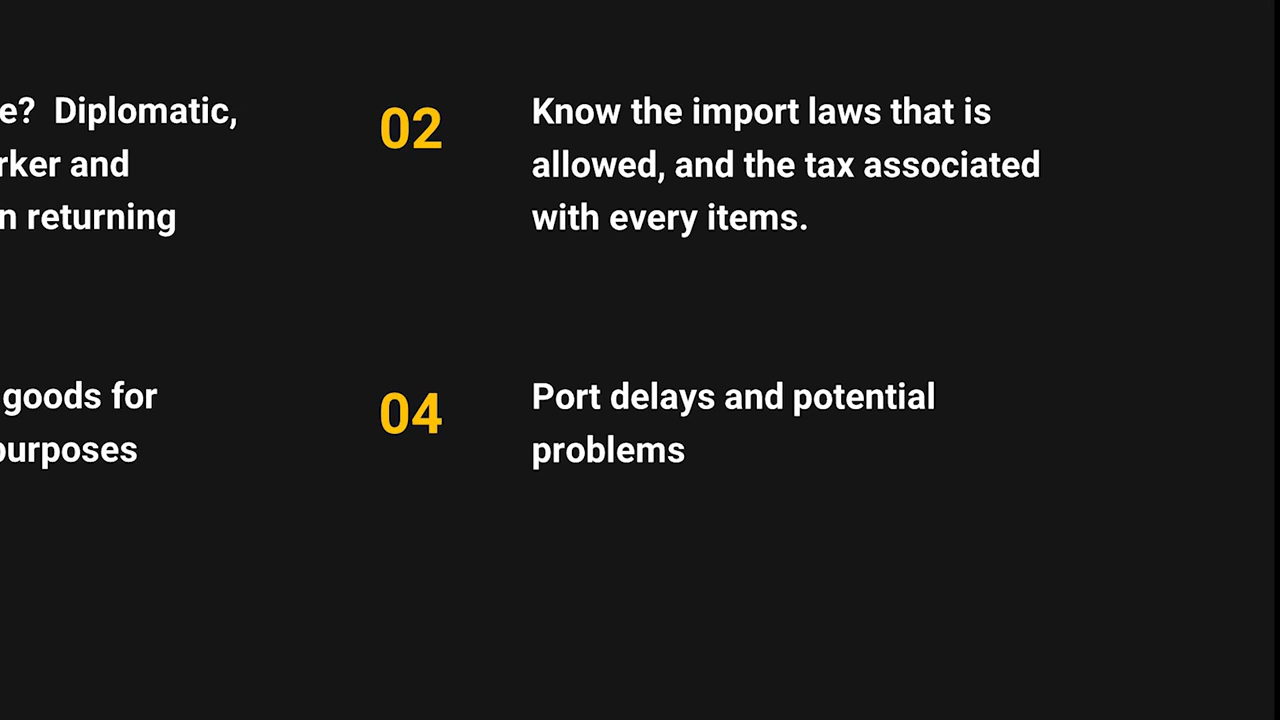 Diplomatic,
and
returning
02
Know the import laws that is
allowed, and the tax associated
with every items.
goods for
purposes
04
Port delays and potential
problems